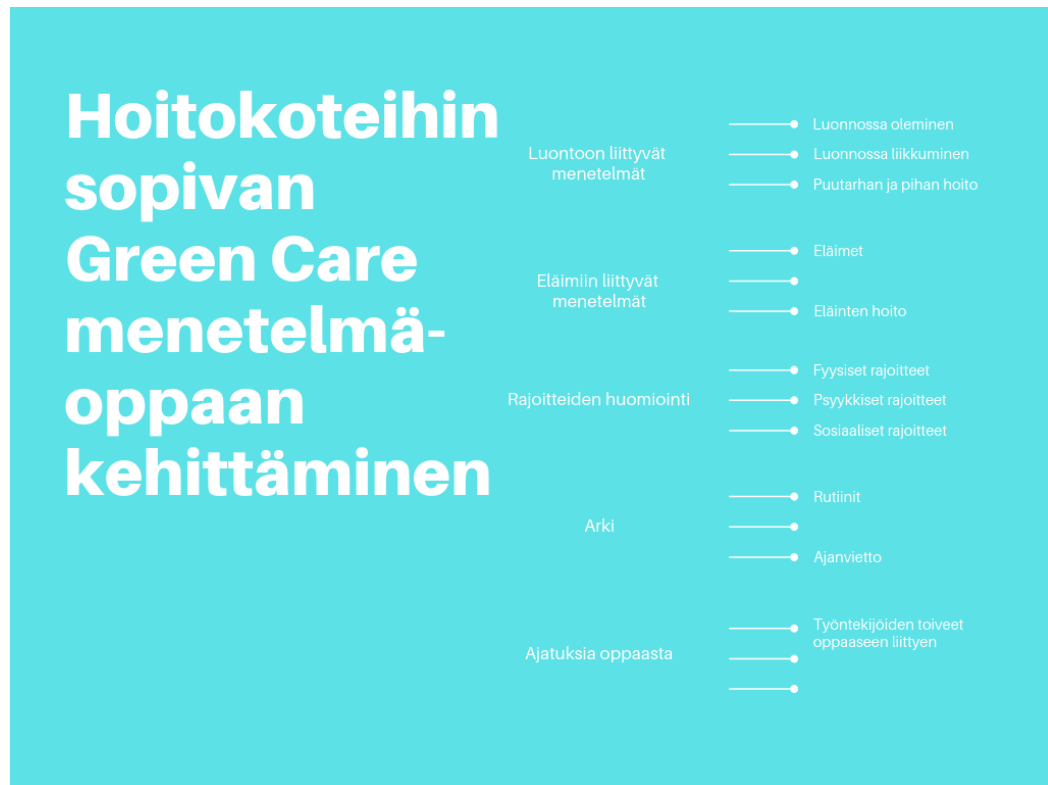 Hoitokoteihin
sopivan
Green Care
menetelmä-
oppaan
kehittäminen
Luontoon liittyvät
menetelmät
Luonnossa oleminen
Luonnossa liikkuminen
Puutarhan ja pihan hoito
Eläimiin liittyvät
menetelmät
Eläimet
Eläinten hoito
Rajoitteiden huomiointi
Fyysiset rajoitteet
Psyykkiset rajoitteet
Sosiaaliset rajoitteet
Arki
Rutiinit
Ajanvietto
Ajatuksia oppaasta
Työntekijöiden toiveet
oppaaseen liittyen